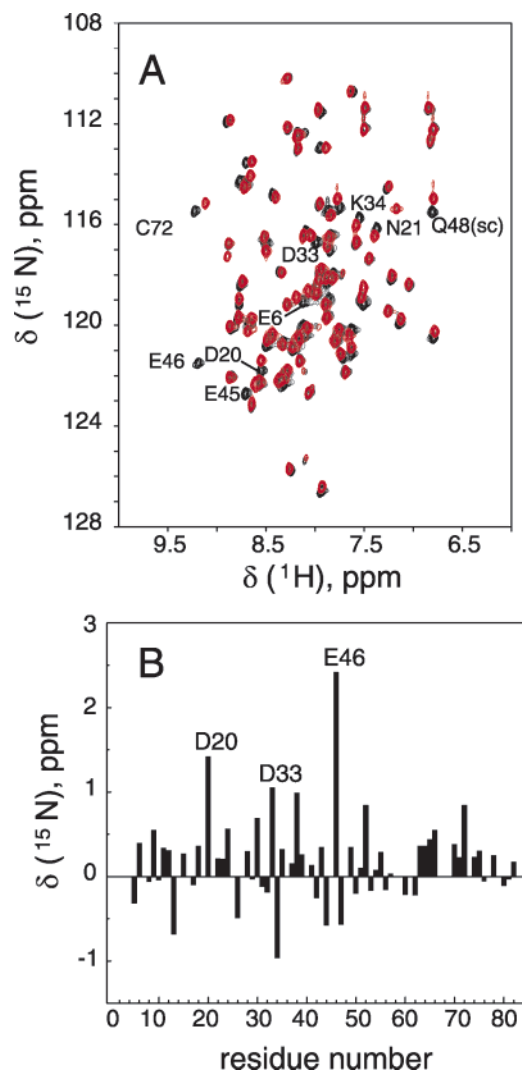 A
108
112
116
120
124
128
δ (¹⁵N), ppm
C72
K34
N21
Q48(sc)
D33
E6
D20
E46
E45
9.5
8.5
7.5
6.5
δ (¹H), ppm
B
3
2
1
0
-1
δ (¹⁵N), ppm
E46
D20
D33
0 10 20 30 40 50 60 70 80
residue number